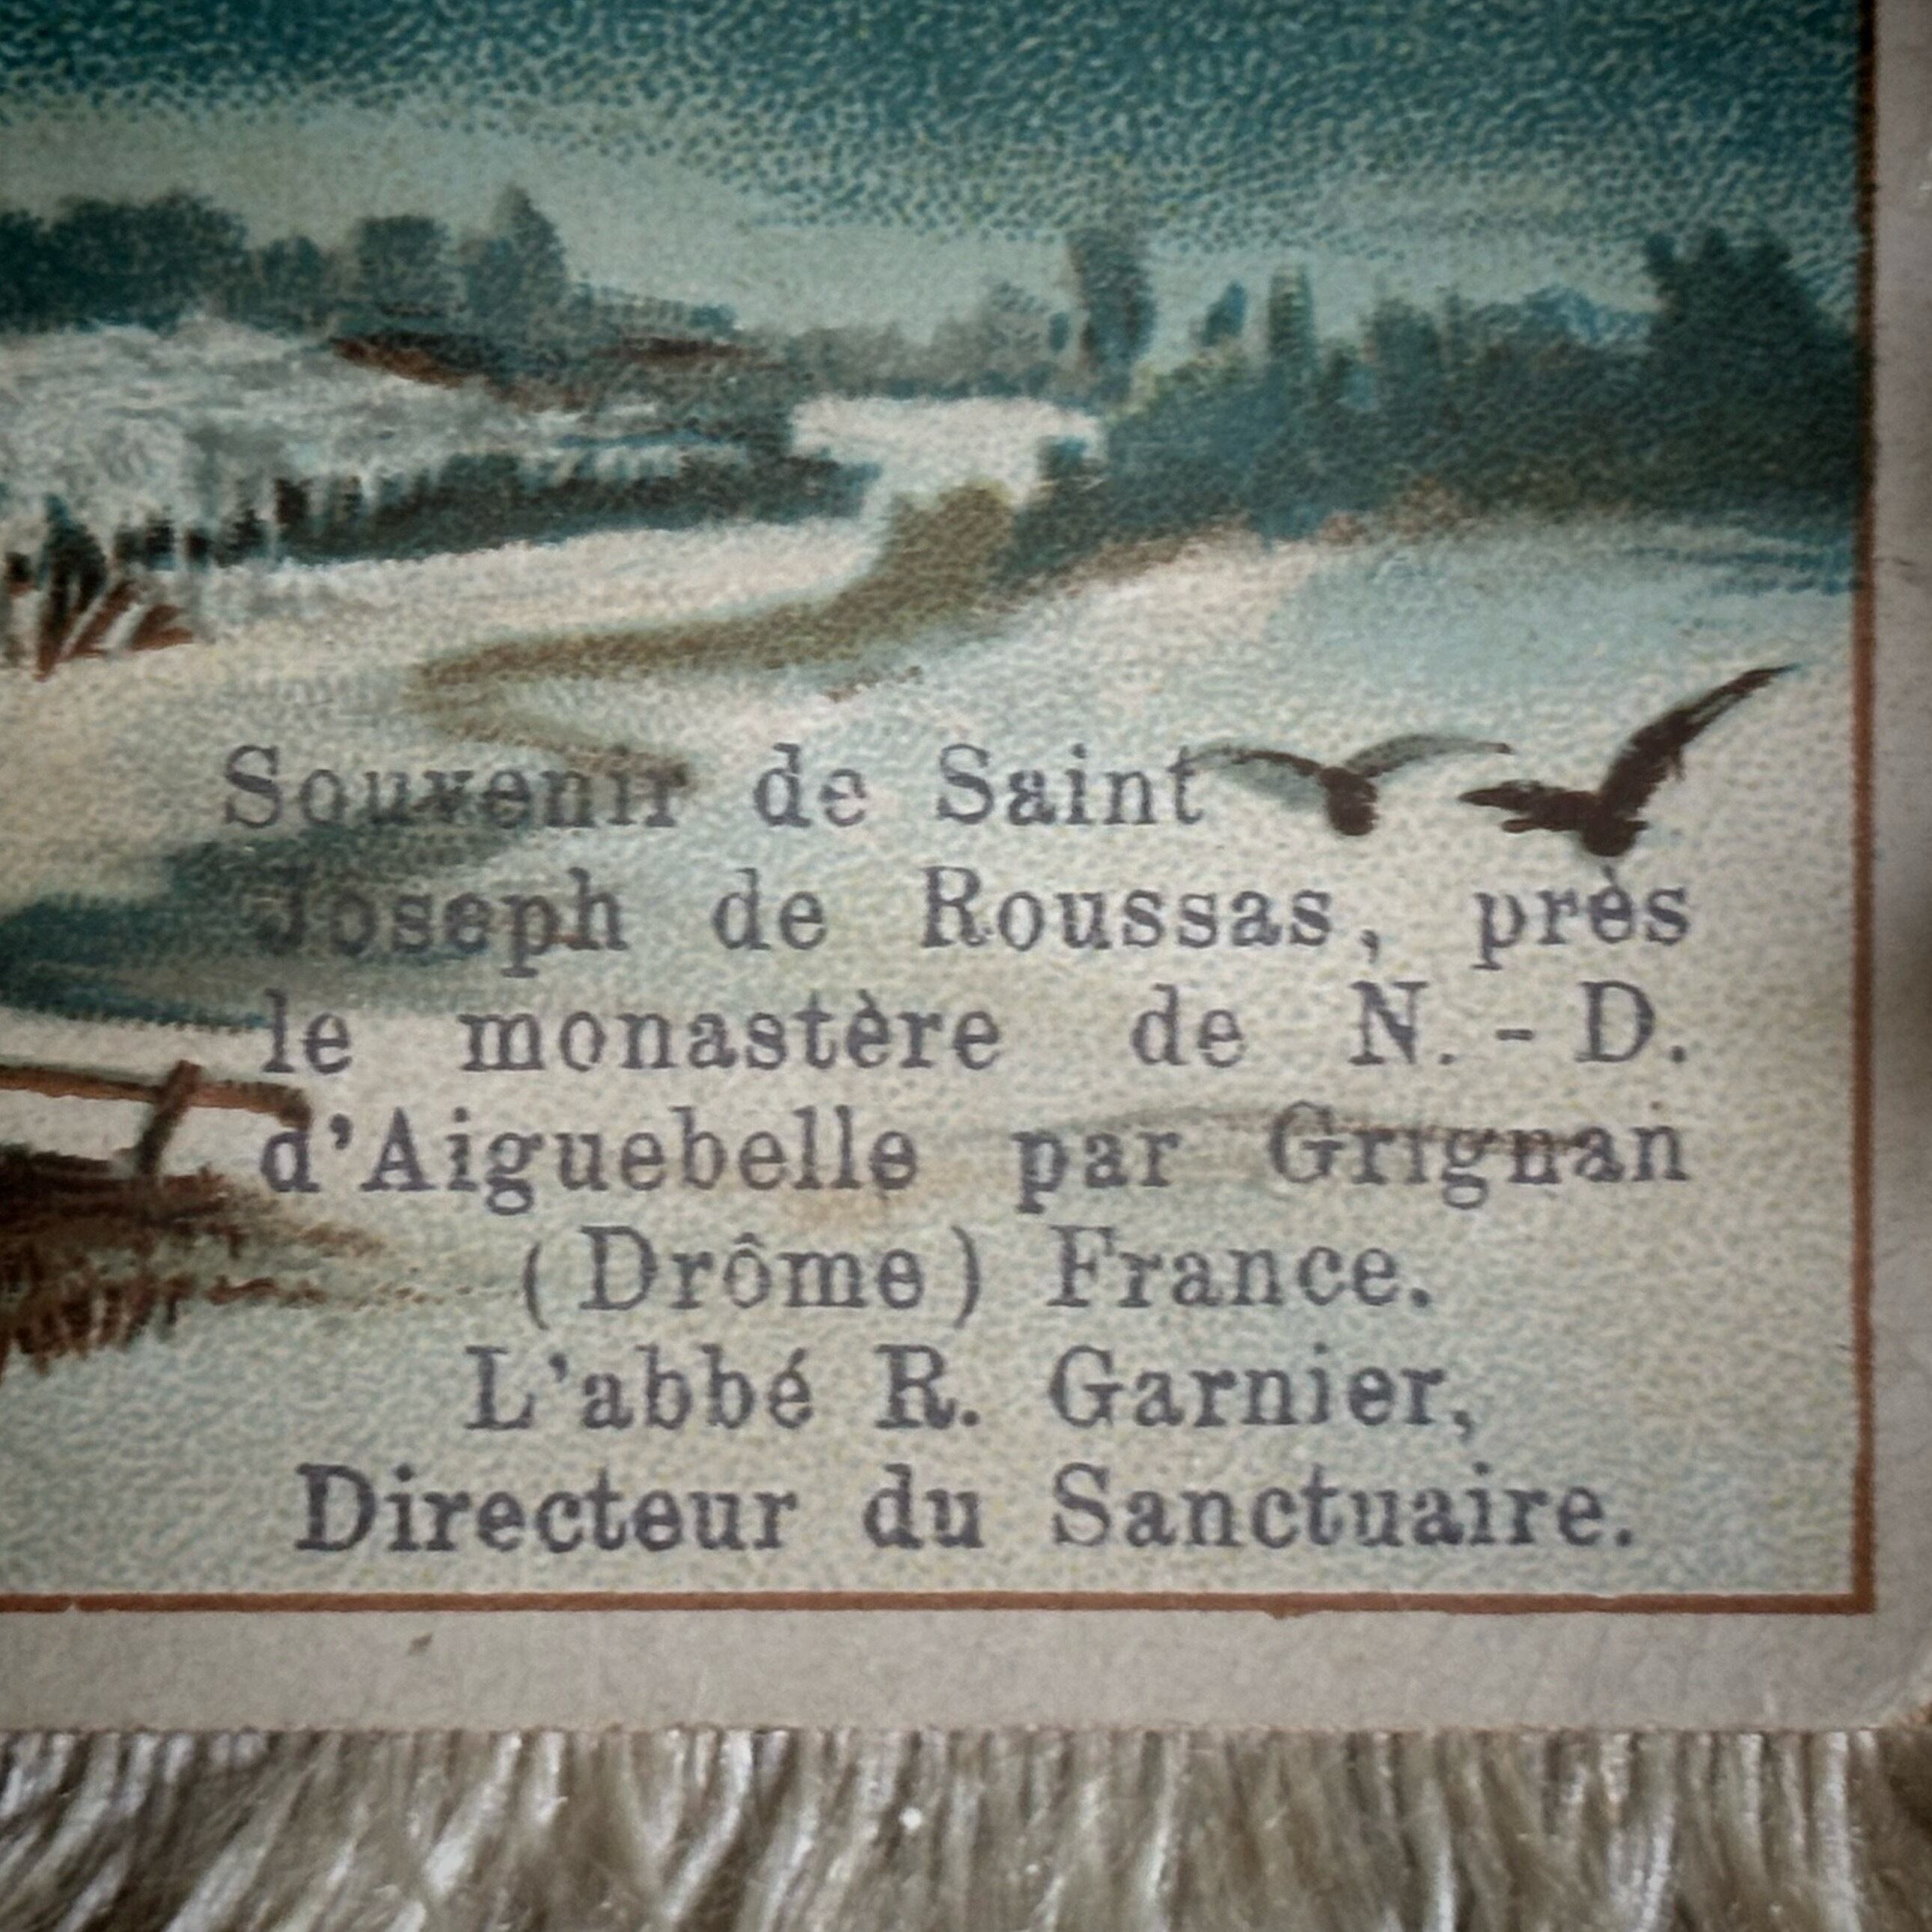 Souvenir de Saint
Joseph de Roussas, près
le monastère de N.-D.
d'Aiguebelle par Grignan
(Drôme) France.
L'abbé R. Garnier,
Directeur du Sanctuaire.